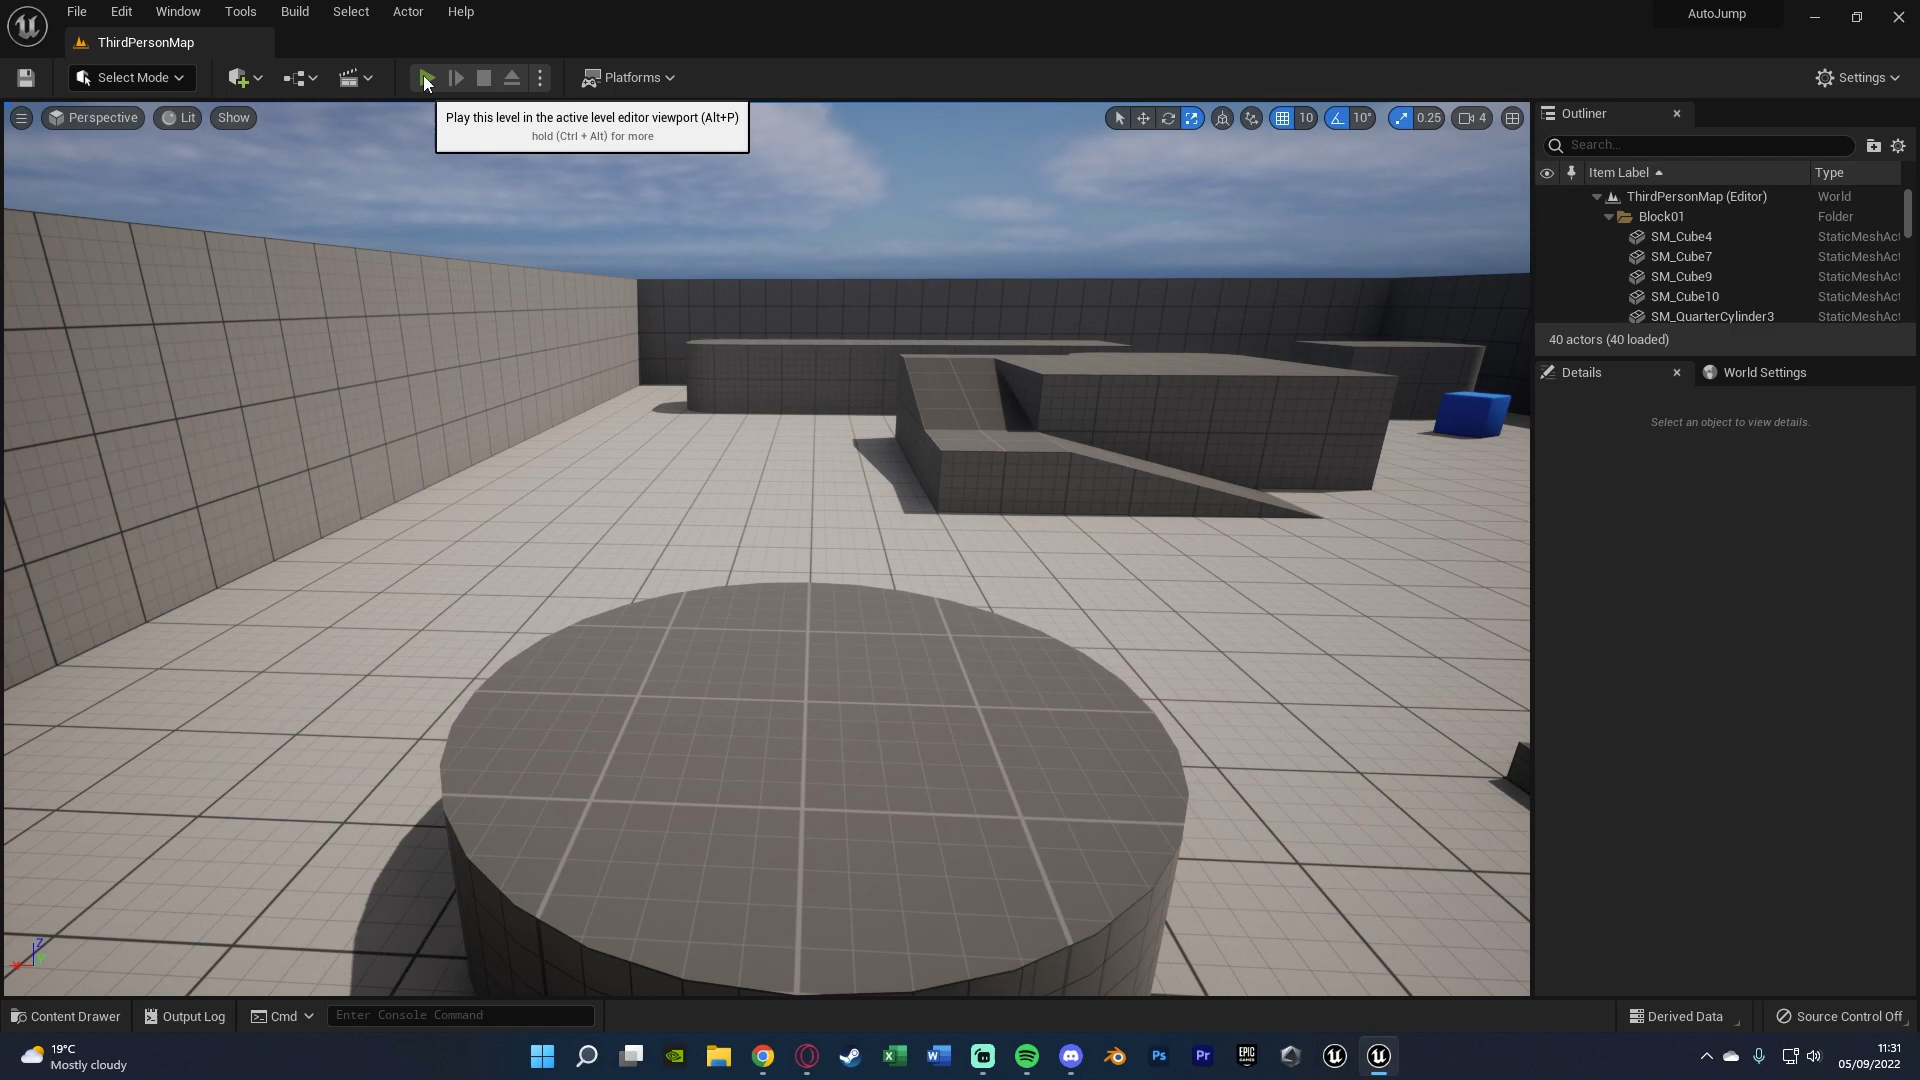 File Edit Window Tools Build Select Actor Help
AutoJump
ThirdPersonMap
Select Mode
Platforms
Settings
Perspective
Lit
Show
Play this level in the active level editor viewport (Alt+P)
hold (Ctrl + Alt) for more
10
10°
0.25
4
Outliner
Search...
Item Label
Type
ThirdPersonMap (Editor) World
Block01 Folder
SM_Cube4 StaticMeshAct
SM_Cube7 StaticMeshAct
SM_Cube9 StaticMeshAct
SM_Cube10 StaticMeshAct
SM_QuarterCylinder3 StaticMeshAct
40 actors (40 loaded)
Details
World Settings
Select an object to view details.
Z
Content Drawer
Output Log
Cmd
Enter Console Command
Derived Data
Source Control Off
19°C
Mostly cloudy
Ps
Pr
EPIC
GAMES
11:31
05/09/2022